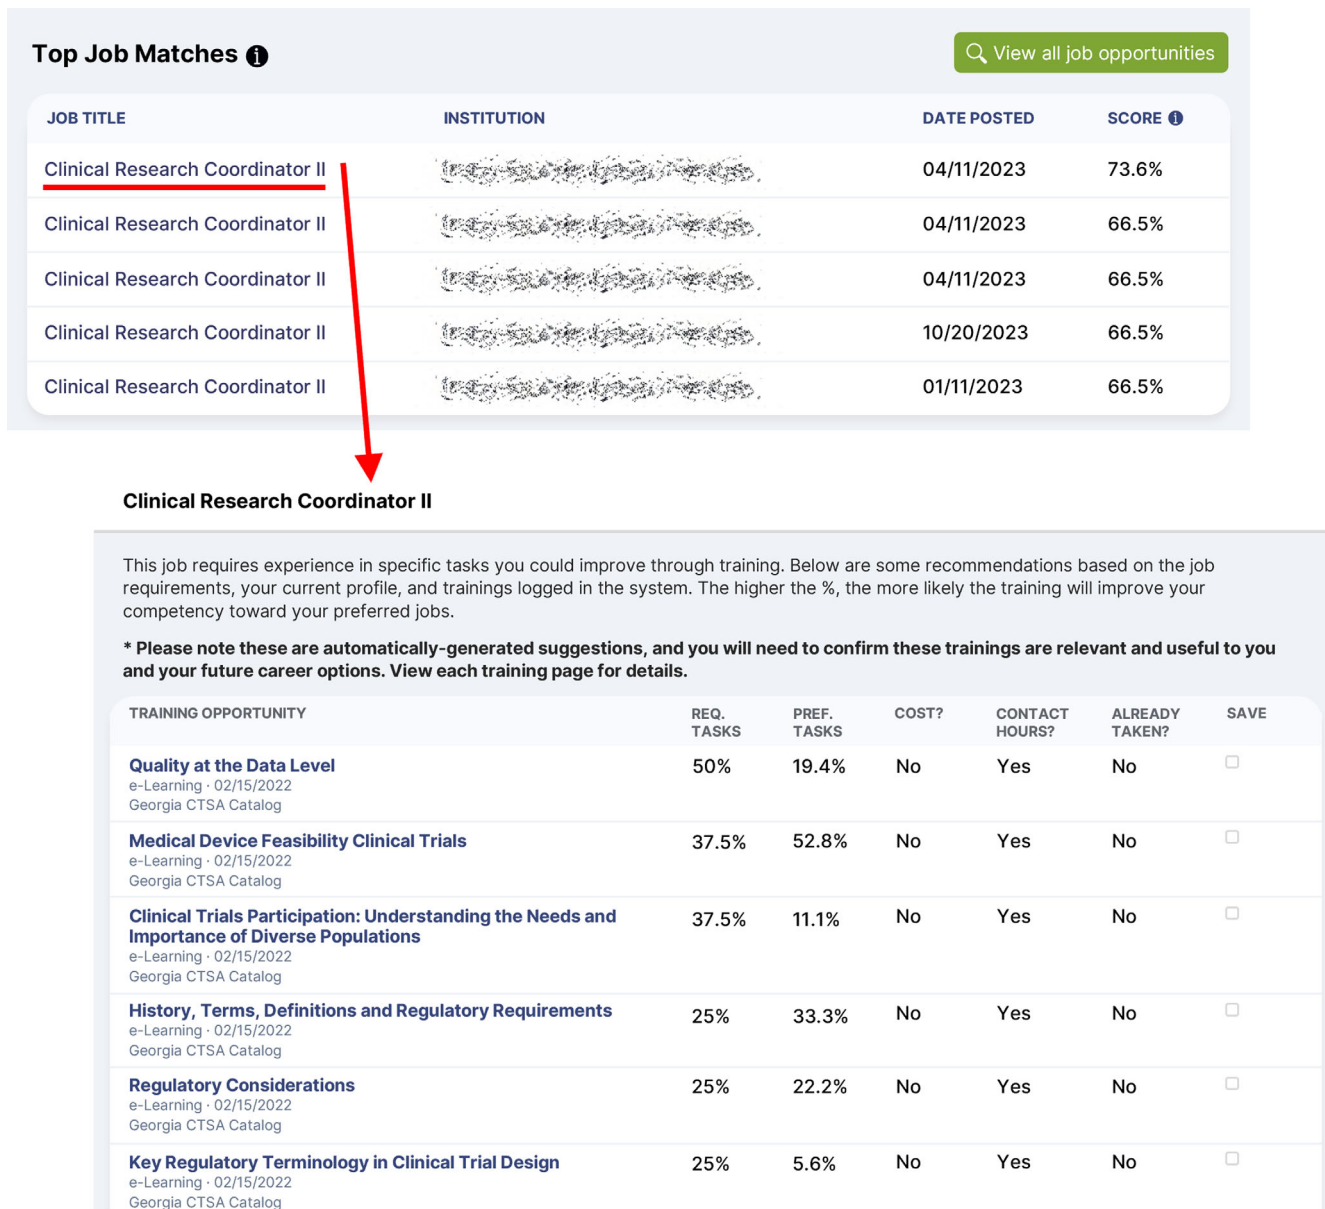 Top Job Matches
View all job opportunities
JOB TITLE INSTITUTION DATE POSTED SCORE
Clinical Research Coordinator II 04/11/2023 73.6%
Clinical Research Coordinator II 04/11/2023 66.5%
Clinical Research Coordinator II 04/11/2023 66.5%
Clinical Research Coordinator II 10/20/2023 66.5%
Clinical Research Coordinator II 01/11/2023 66.5%
Clinical Research Coordinator II
This job requires experience in specific tasks you could improve through training. Below are some recommendations based on the job
requirements, your current profile, and trainings logged in the system. The higher the %, the more likely the training will improve your
competency toward your preferred jobs.
* Please note these are automatically-generated suggestions, and you will need to confirm these trainings are relevant and useful to you
and your future career options. View each training page for details.
TRAINING OPPORTUNITY REQ. TASKS PREF. TASKS COST? CONTACT HOURS? ALREADY TAKEN? SAVE
Quality at the Data Level 50% 19.4% No Yes No
e-Learning · 02/15/2022
Georgia CTSA Catalog
Medical Device Feasibility Clinical Trials 37.5% 52.8% No Yes No
e-Learning · 02/15/2022
Georgia CTSA Catalog
Clinical Trials Participation: Understanding the Needs and 37.5% 11.1% No Yes No
Importance of Diverse Populations
e-Learning · 02/15/2022
Georgia CTSA Catalog
History, Terms, Definitions and Regulatory Requirements 25% 33.3% No Yes No
e-Learning · 02/15/2022
Georgia CTSA Catalog
Regulatory Considerations 25% 22.2% No Yes No
e-Learning · 02/15/2022
Georgia CTSA Catalog
Key Regulatory Terminology in Clinical Trial Design 25% 5.6% No Yes No
e-Learning · 02/15/2022
Georgia CTSA Catalog